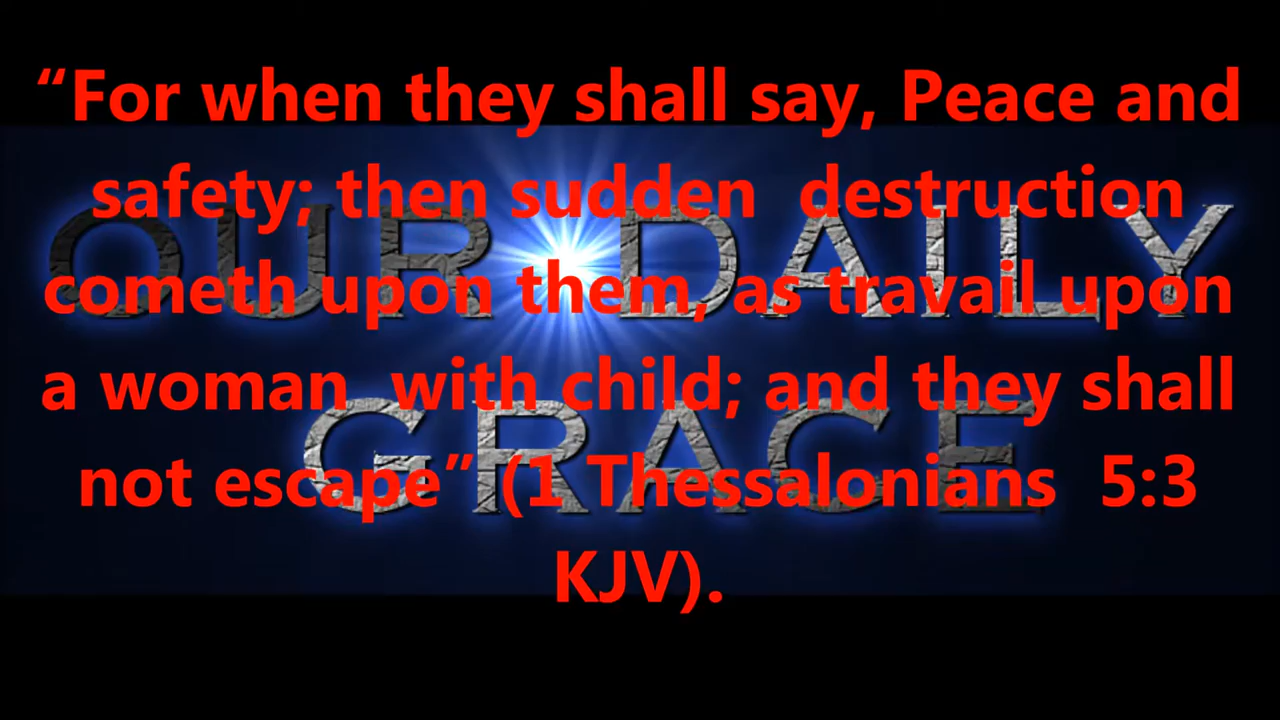 “For when they shall say, Peace and
safety; then sudden destruction
OUR DAILY
cometh upon them, as travail upon
a woman with child; and they shall
GRACE
not escape” (1 Thessalonians 5:3
KJV).